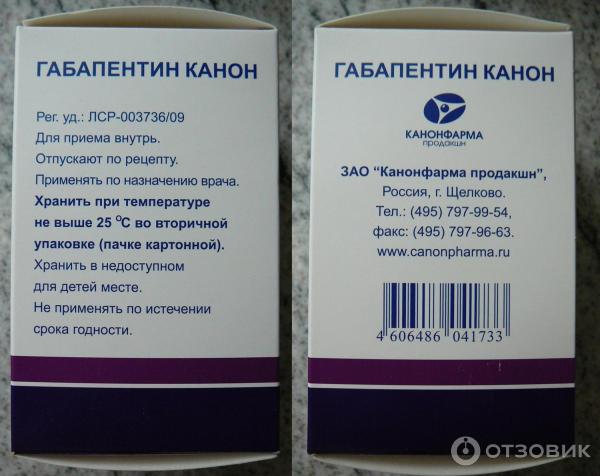 ГАБАПЕНТИН КАНОН
Рег. уд.: ЛСР-003736/09
Для приема внутрь.
Отпускают по рецепту.
Применять по назначению врача.
Хранить при температуре
не выше 25 °С во вторичной
упаковке (пачке картонной).
Хранить в недоступном
для детей месте.
Не применять по истечении
срока годности.
ГАБАПЕНТИН КАНОН
КАНОНФАРМА
продакшн
ЗАО “Канонфарма продакшн”,
Россия, г. Щелково.
Тел.: (495) 797-99-54,
факс: (495) 797-96-63.
www.canonpharma.ru
4 606486 041733
ОТЗОВИК